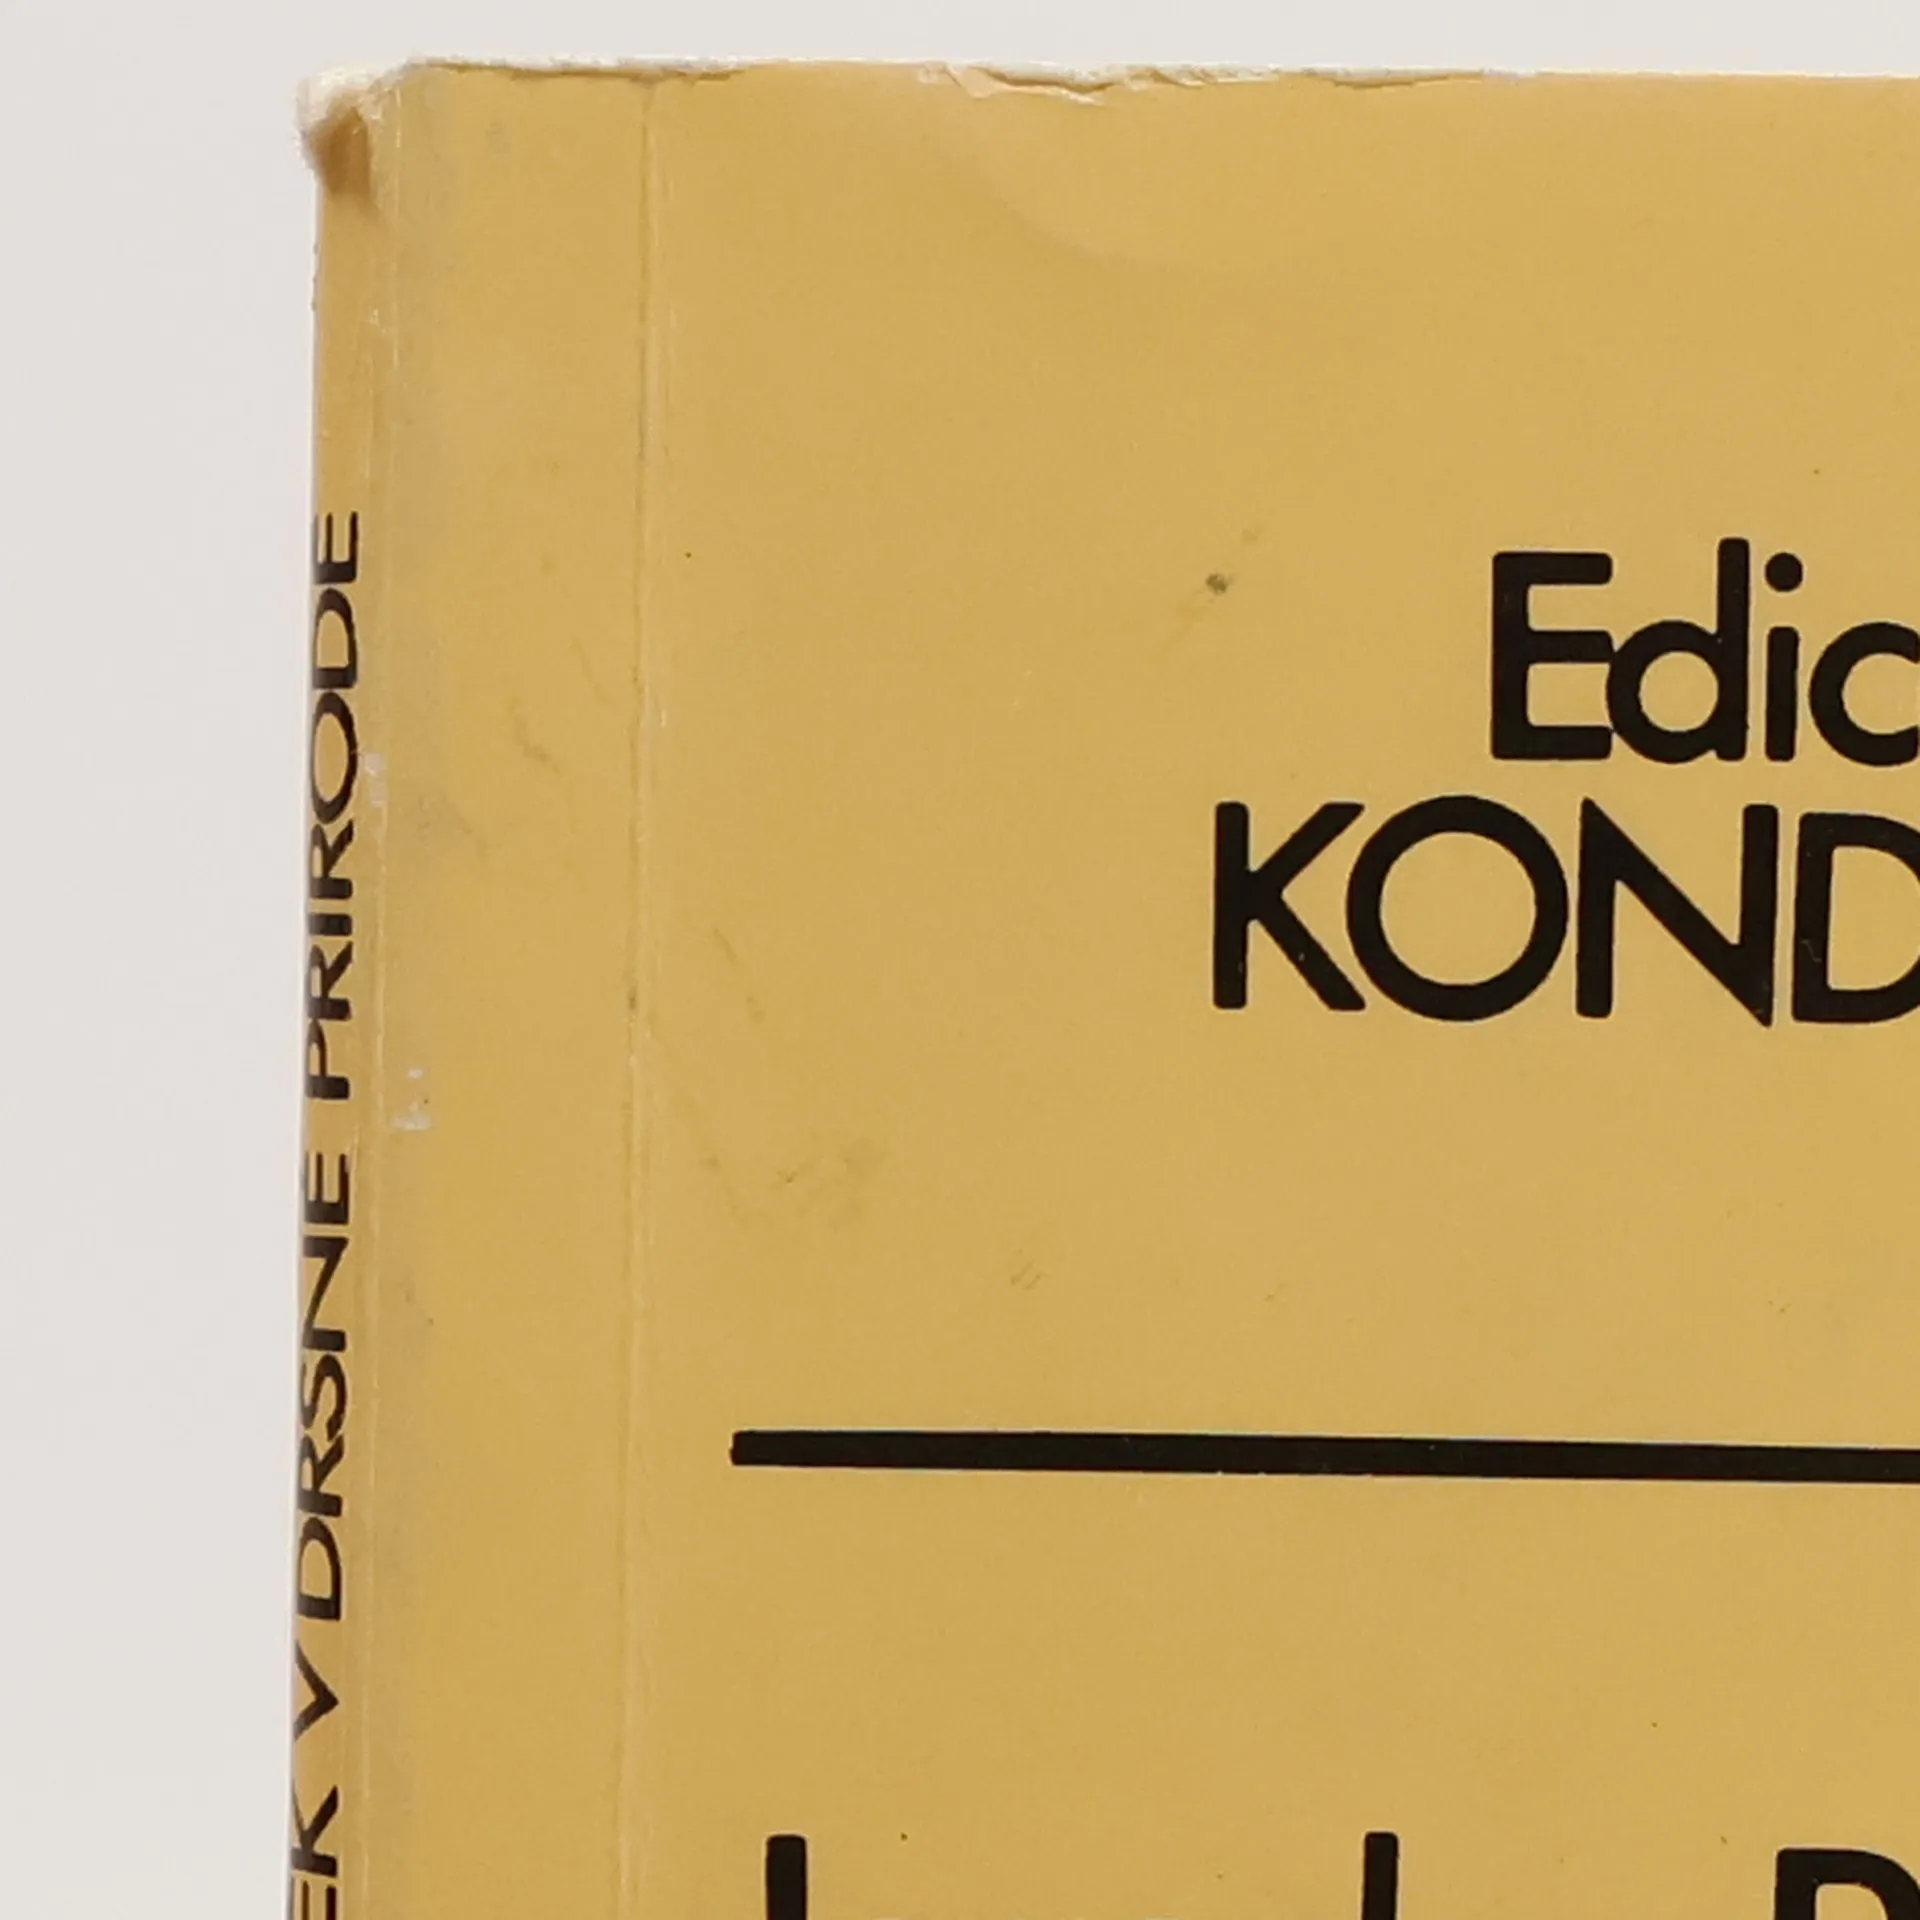 Edic
KOND
EK V DRSNE PRIRODE